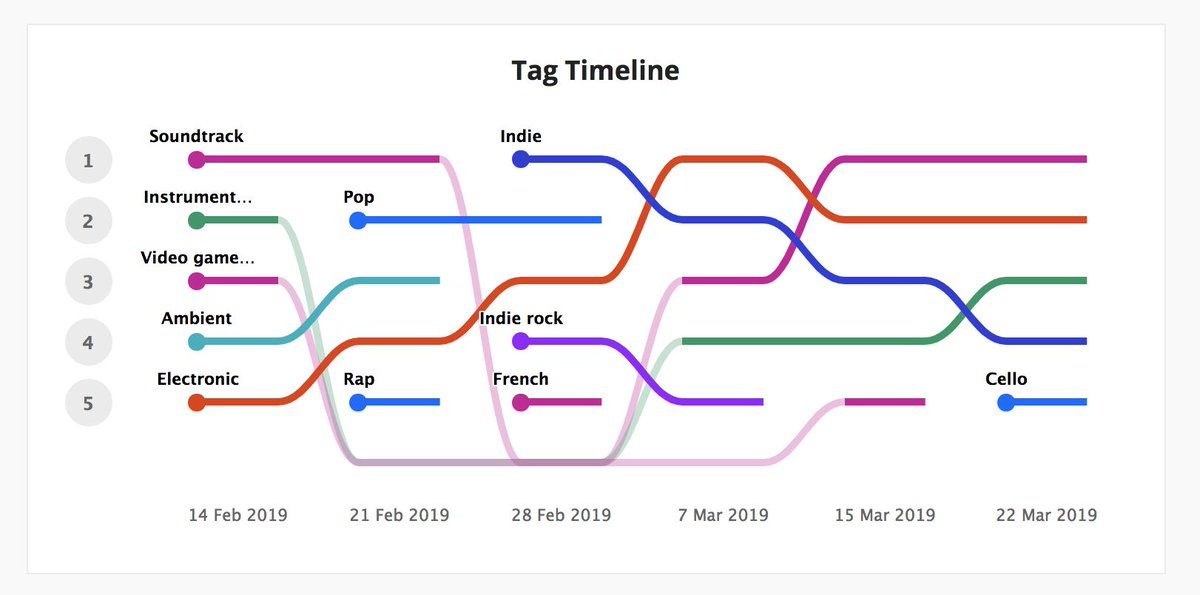 Tag Timeline
Soundtrack
Indie
1
Instrument...
Pop
2
Video game...
3
Ambient
Indie rock
4
Electronic
Rap
French
Cello
5
14 Feb 2019
21 Feb 2019
28 Feb 2019
7 Mar 2019
15 Mar 2019
22 Mar 2019